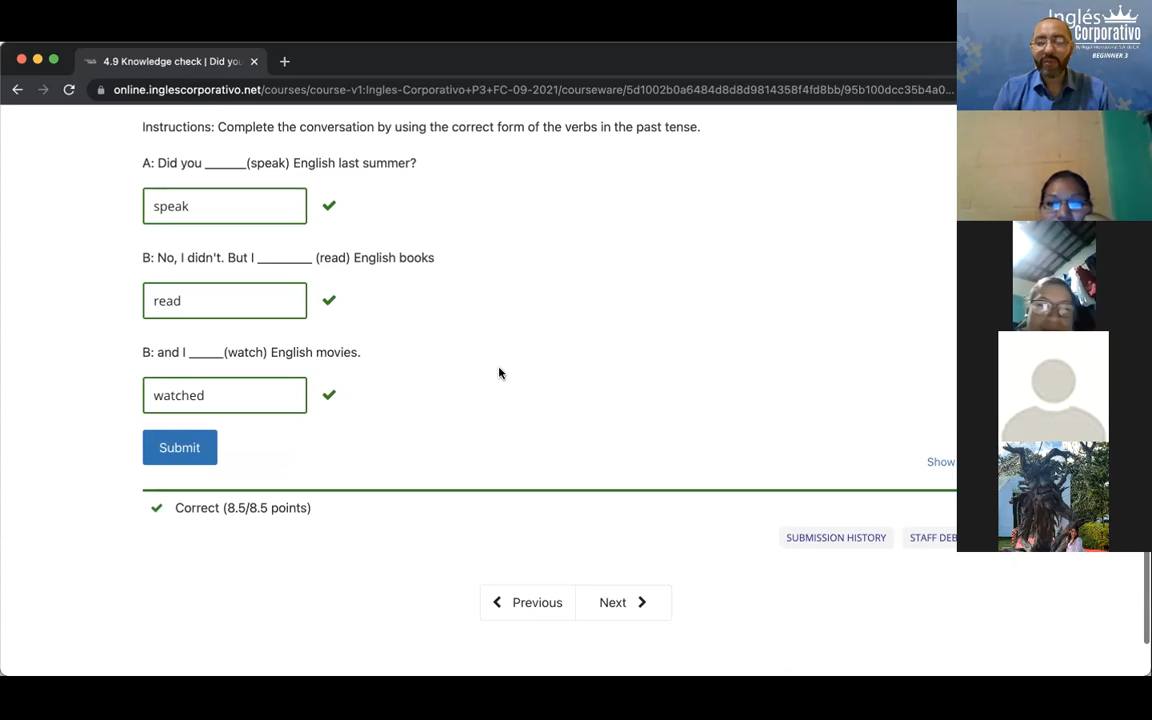 4.9 Knowledge check | Did you
online.inglescorporativo.net/courses/course-v1:Ingles-Corporativo+P3+FC-09-2021/courseware/5d1002b0a6484d8d8d9814358f4fd8bb/95b100dcc35b4a0...
Inglés
Corporativo
BEGINNER 3
Instructions: Complete the conversation by using the correct form of the verbs in the past tense.
A: Did you ______(speak) English last summer?
speak
B: No, I didn't. But I ________ (read) English books
read
B: and I _____(watch) English movies.
watched
Submit
Show
Correct (8.5/8.5 points)
SUBMISSION HISTORY
STAFF DEB
Previous
Next